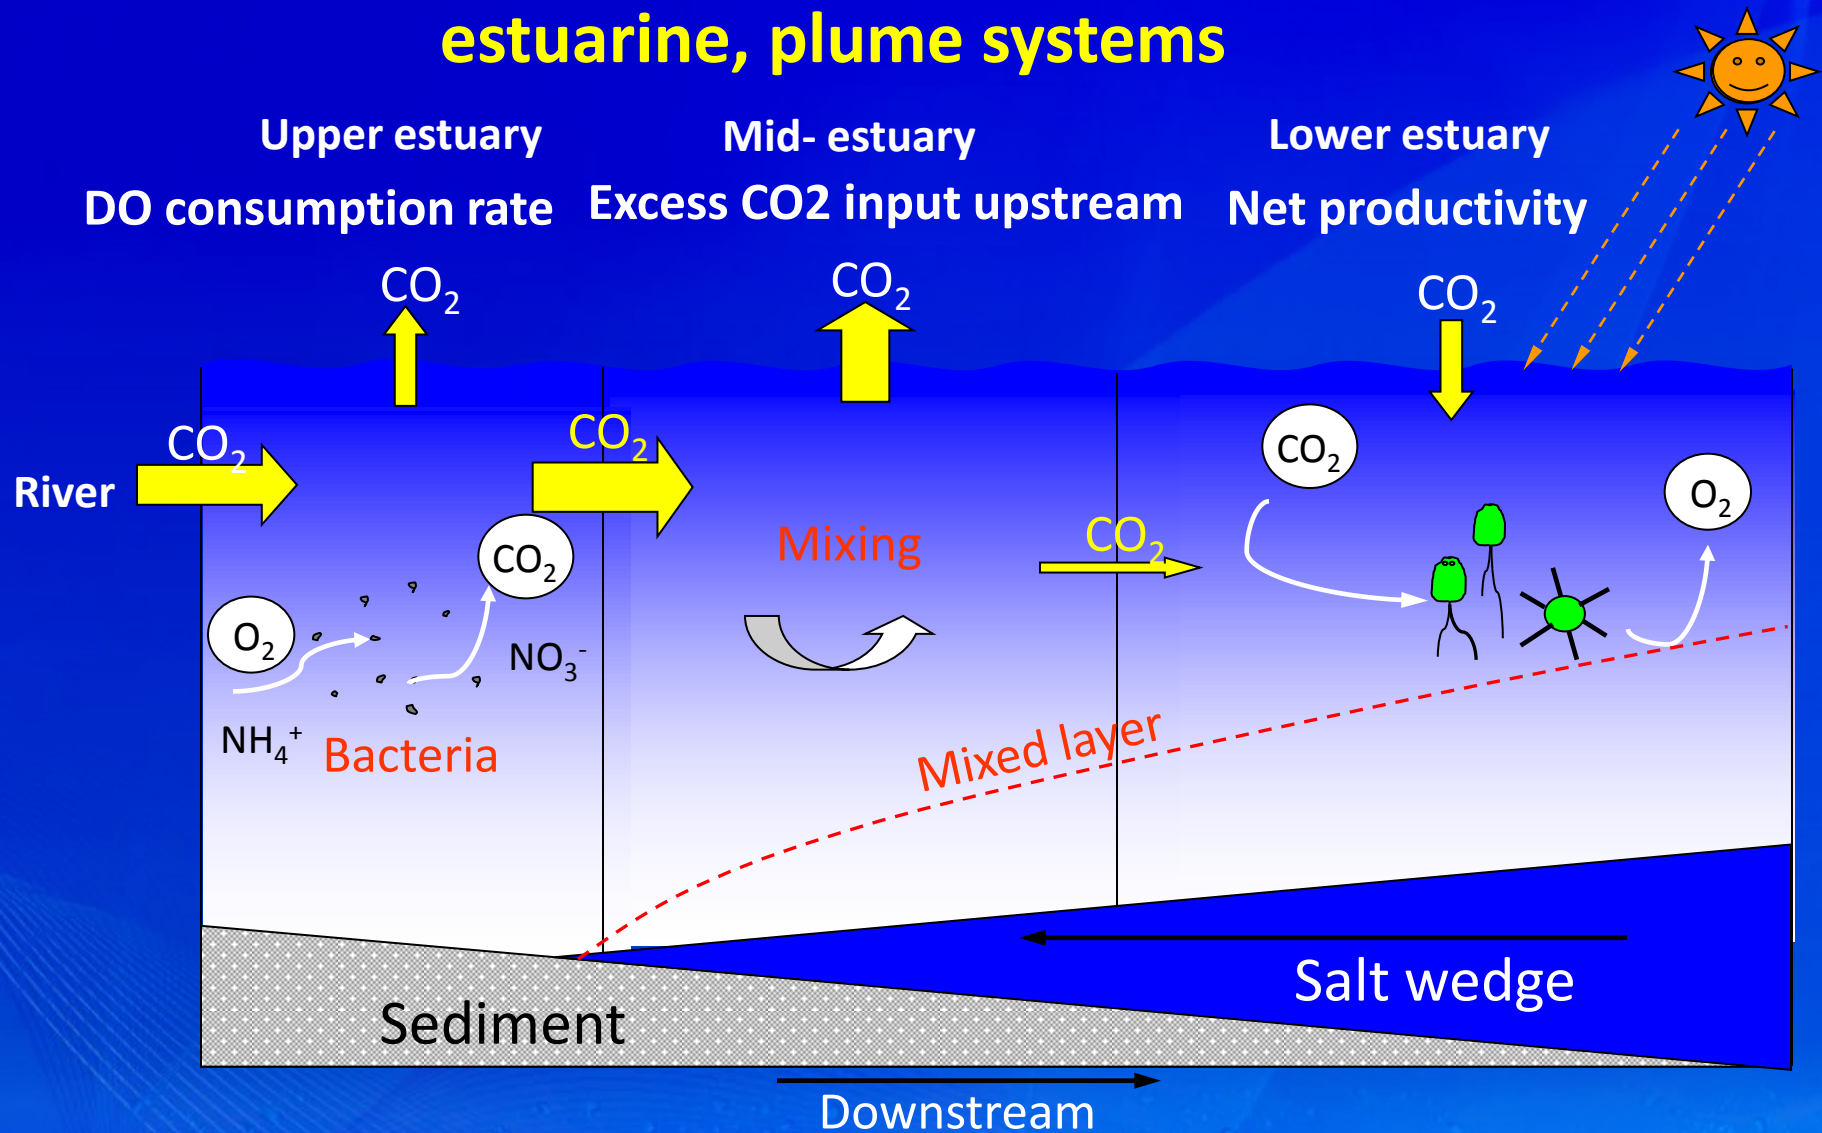 estuarine, plume systems
Upper estuary
Mid- estuary
Lower estuary
DO consumption rate
Excess CO2 input upstream
Net productivity
CO₂
CO₂
CO₂
CO₂
CO₂
River
CO₂
CO₂
O₂
Mixing
CO₂
CO₂
O₂
NO₃⁻
NH₄⁺
Bacteria
Mixed layer
Salt wedge
Sediment
Downstream